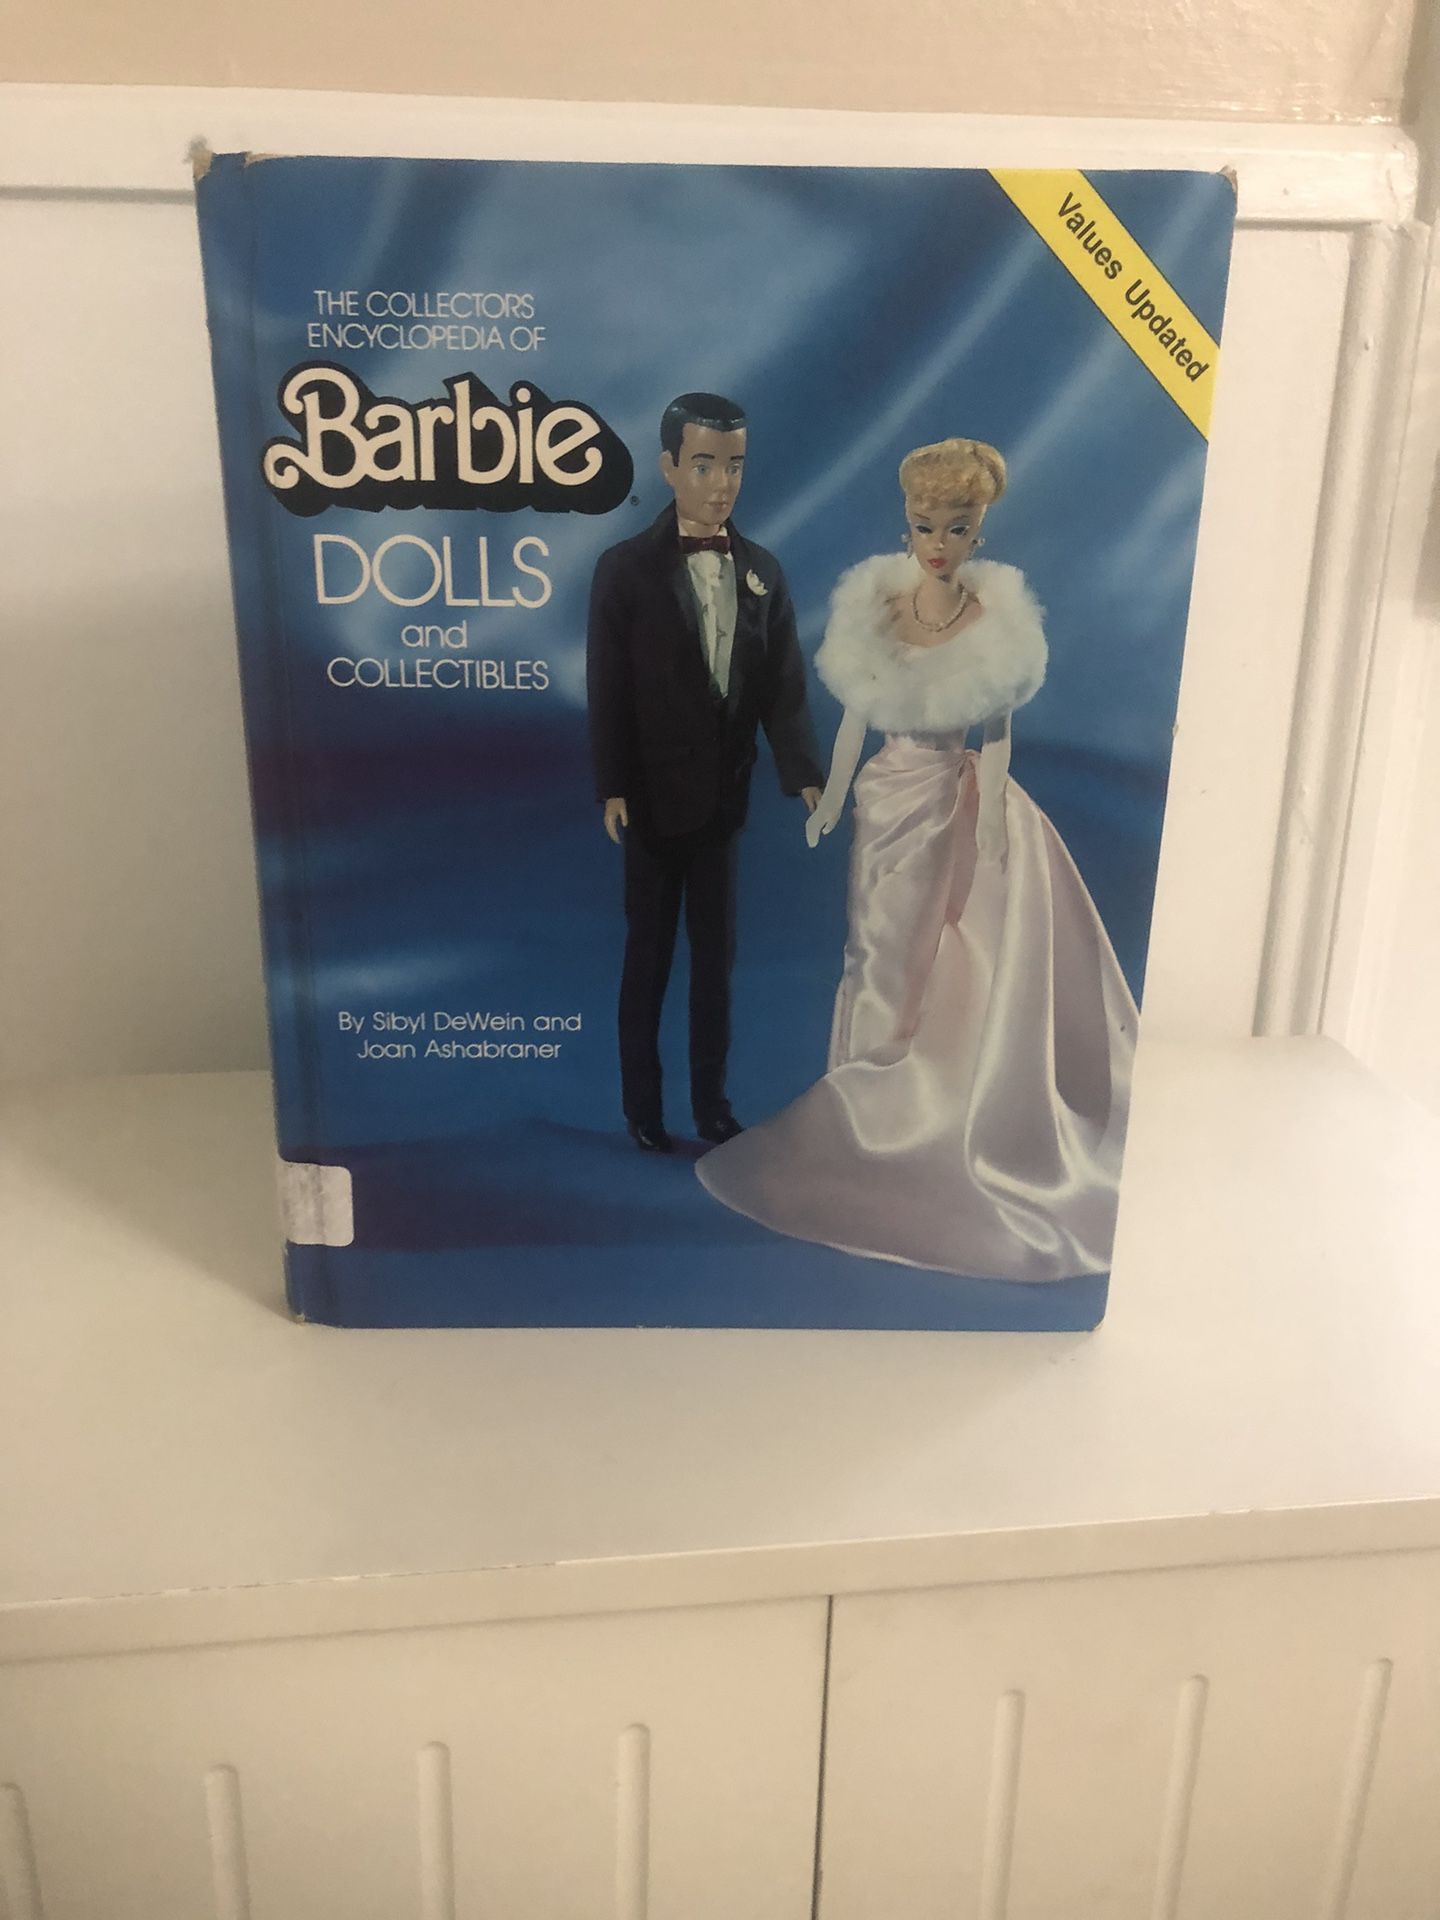 Values Updated
THE COLLECTORS
ENCYCLOPEDIA OF
Barbie®
DOLLS
and
COLLECTIBLES
By Sibyl DeWein and
Joan Ashabraner